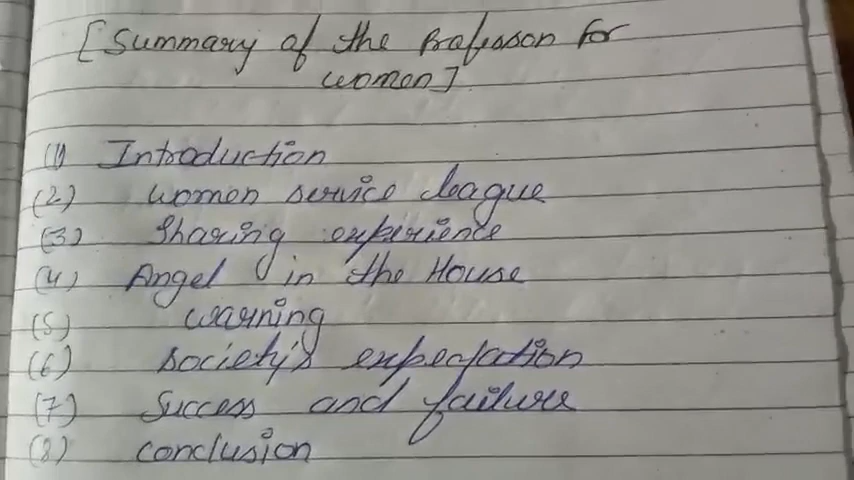 [Summary of the Profession for
women]
(1) Introduction
(2) women service league
(3) Sharing experience
(4) Angel in the House
(5) warning
(6) society's expectation
(7) Success and failure
(8) conclusion